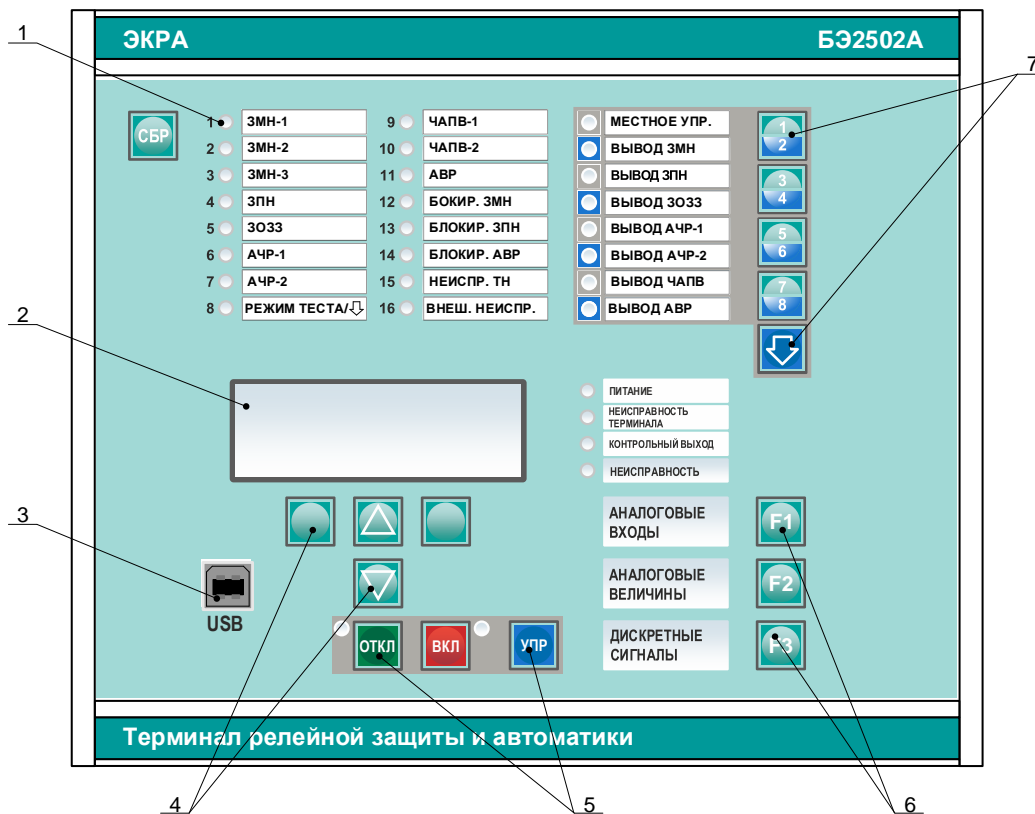 ЭКРА БЭ2502А
1
7
СБР
1 ЗМН-1
2 ЗМН-2
3 ЗМН-3
4 ЗПН
5 ЗОЗЗ
6 АЧР-1
7 АЧР-2
8 РЕЖИМ ТЕСТА/
9 ЧАПВ-1
10 ЧАПВ-2
11 АВР
12 БОКИР. ЗМН
13 БЛОКИР. ЗПН
14 БЛОКИР. АВР
15 НЕИСПР. ТН
16 ВНЕШ. НЕИСПР.
МЕСТНОЕ УПР.
ВЫВОД ЗМН
ВЫВОД ЗПН
ВЫВОД ЗОЗЗ
ВЫВОД АЧР-1
ВЫВОД АЧР-2
ВЫВОД ЧАПВ
ВЫВОД АВР
1
2
3
4
5
6
7
8
2
ПИТАНИЕ
НЕИСПРАВНОСТЬ
ТЕРМИНАЛА
КОНТРОЛЬНЫЙ ВЫХОД
НЕИСПРАВНОСТЬ
3
USB
АНАЛОГОВЫЕ
ВХОДЫ
F1
АНАЛОГОВЫЕ
ВЕЛИЧИНЫ
F2
ДИСКРЕТНЫЕ
СИГНАЛЫ
F3
ОТКЛ ВКЛ УПР
Терминал релейной защиты и автоматики
4 5 6